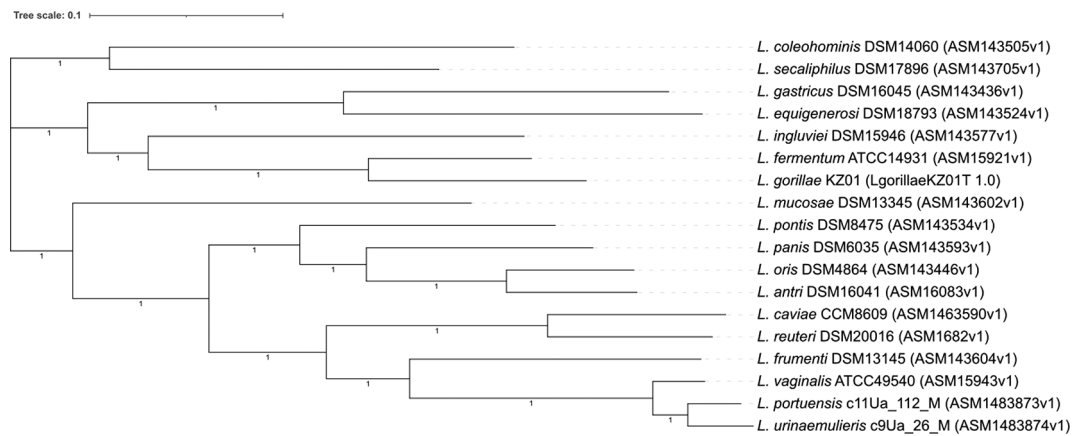 Tree scale: 0.1
L. coleohominis DSM14060 (ASM143505v1)
1
L. secaliphilus DSM17896 (ASM143705v1)
L. gastricus DSM16045 (ASM143436v1)
1
L. equigenerosi DSM18793 (ASM143524v1)
1
L. ingluviei DSM15946 (ASM143577v1)
1
L. fermentum ATCC14931 (ASM15921v1)
1
L. gorillae KZ01 (LgorillaeKZ01T 1.0)
L. mucosae DSM13345 (ASM143602v1)
L. pontis DSM8475 (ASM143534v1)
1
1
L. panis DSM6035 (ASM143593v1)
1
L. oris DSM4864 (ASM143446v1)
1
L. antri DSM16041 (ASM16083v1)
1
L. caviae CCM8609 (ASM1463590v1)
1
L. reuteri DSM20016 (ASM1682v1)
1
L. frumenti DSM13145 (ASM143604v1)
1
L. vaginalis ATCC49540 (ASM15943v1)
1
L. portuensis c11Ua_112_M (ASM1483873v1)
1
L. urinaemulieris c9Ua_26_M (ASM1483874v1)